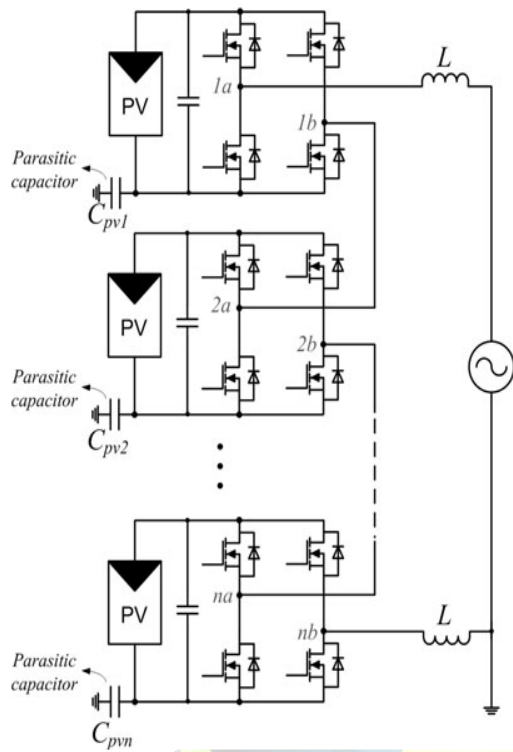 PV
1a
L
1b
Parasitic
capacitor
Cpv1
PV
2a
2b
Parasitic
capacitor
Cpv2
PV
na
nb
L
Parasitic
capacitor
Cpvn